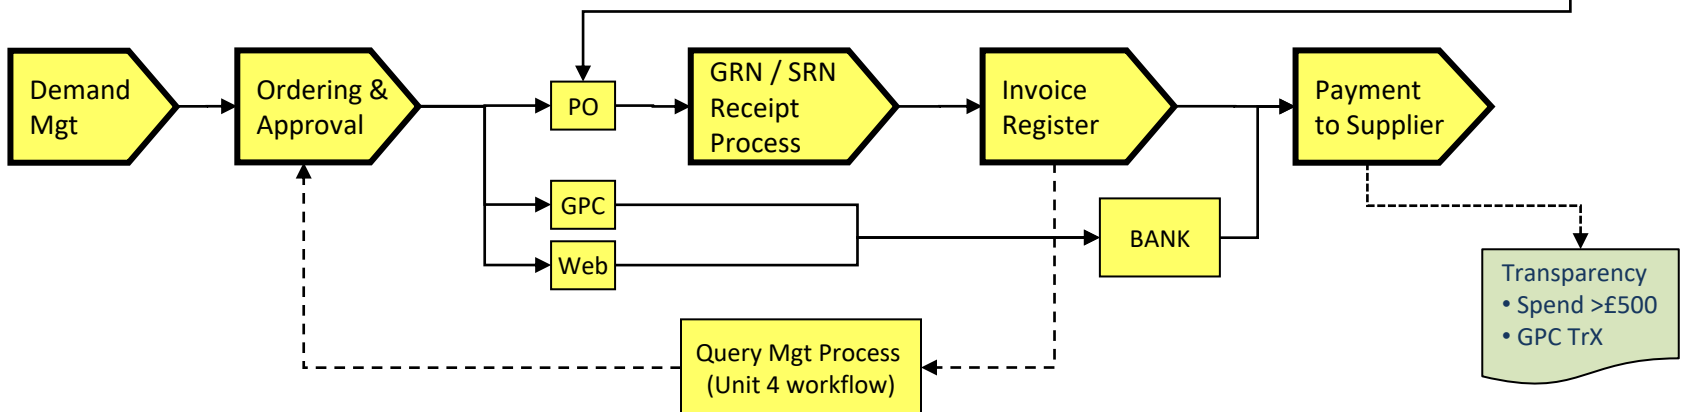 Demand
Mgt
Ordering &
Approval
PO
GPC
Web
GRN / SRN
Receipt
Process
Invoice
Register
BANK
Payment
to Supplier
Query Mgt Process
(Unit 4 workflow)
Transparency
• Spend >£500
• GPC TrX